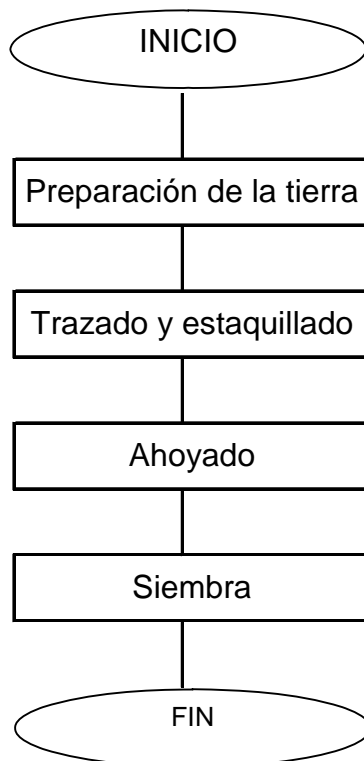 INICIO
Preparación de la tierra
Trazado y estaquillado
Ahoyado
Siembra
FIN